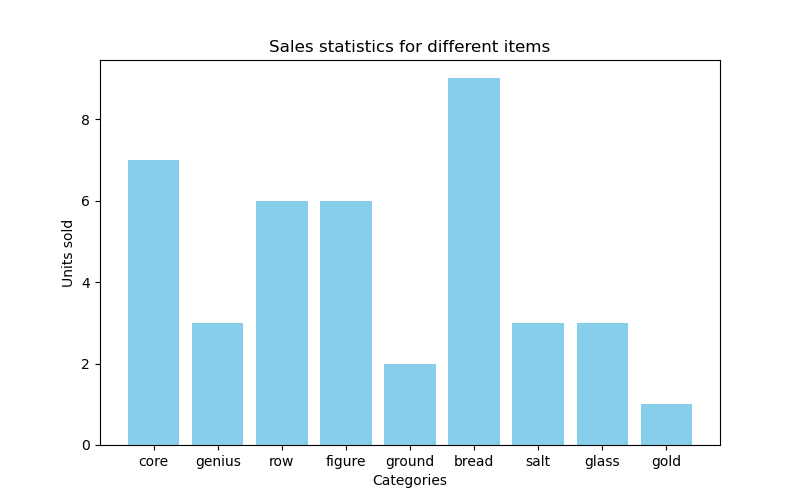 Sales statistics for different items
Units sold
8
6
4
2
0
core genius row figure ground bread salt glass gold
Categories